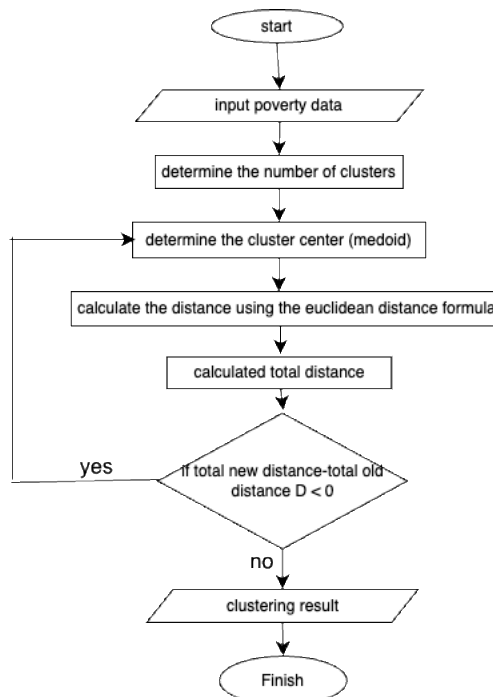 start
input poverty data
determine the number of clusters
determine the cluster center (medoid)
calculate the distance using the euclidean distance formula
calculated total distance
If total new distance-total old
distance D < 0
yes
no
clustering result
Finish